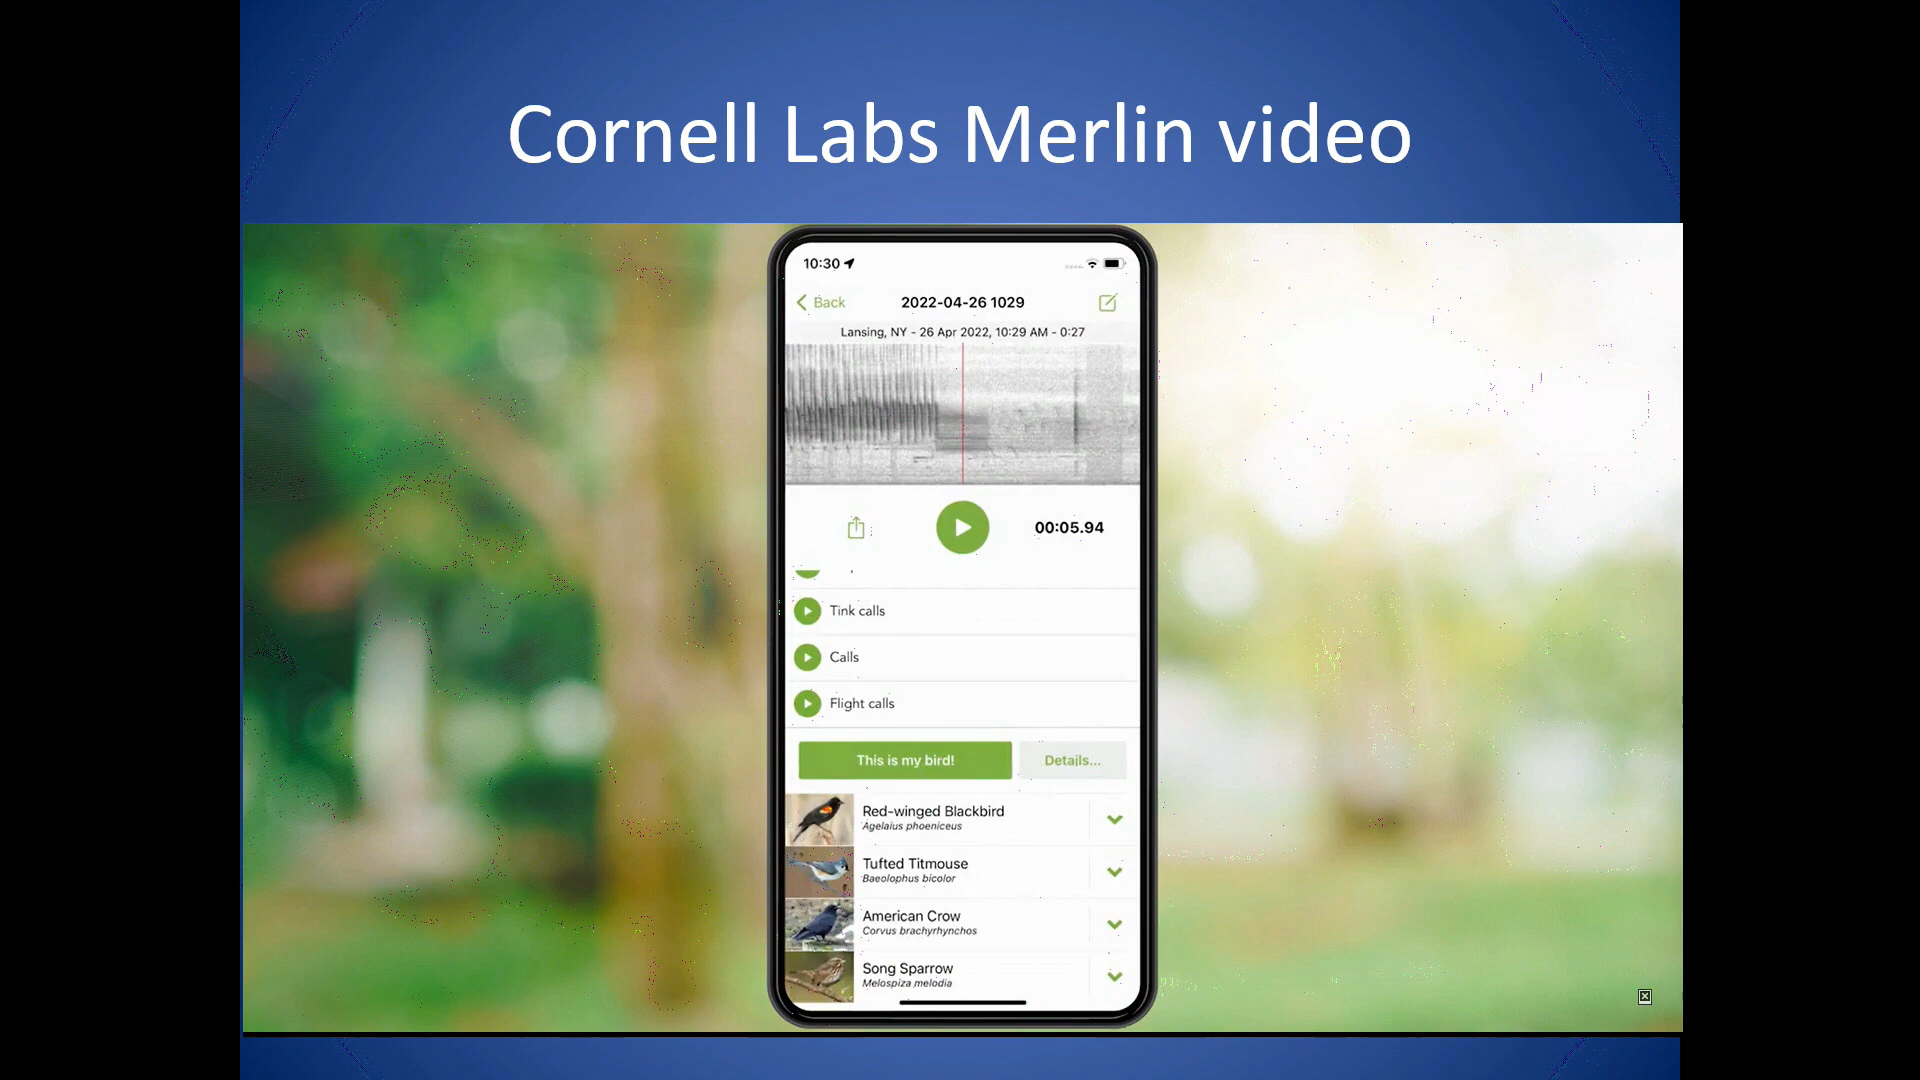 Cornell Labs Merlin video
10:30
Back
2022-04-26 1029
Lansing, NY - 26 Apr 2022, 10:29 AM - 0:27
00:05.94
Tink calls
Calls
Flight calls
This is my bird!
Details...
Red-winged Blackbird
Agelaius phoeniceus
Tufted Titmouse
Baeolophus bicolor
American Crow
Corvus brachyrhynchos
Song Sparrow
Melospiza melodia